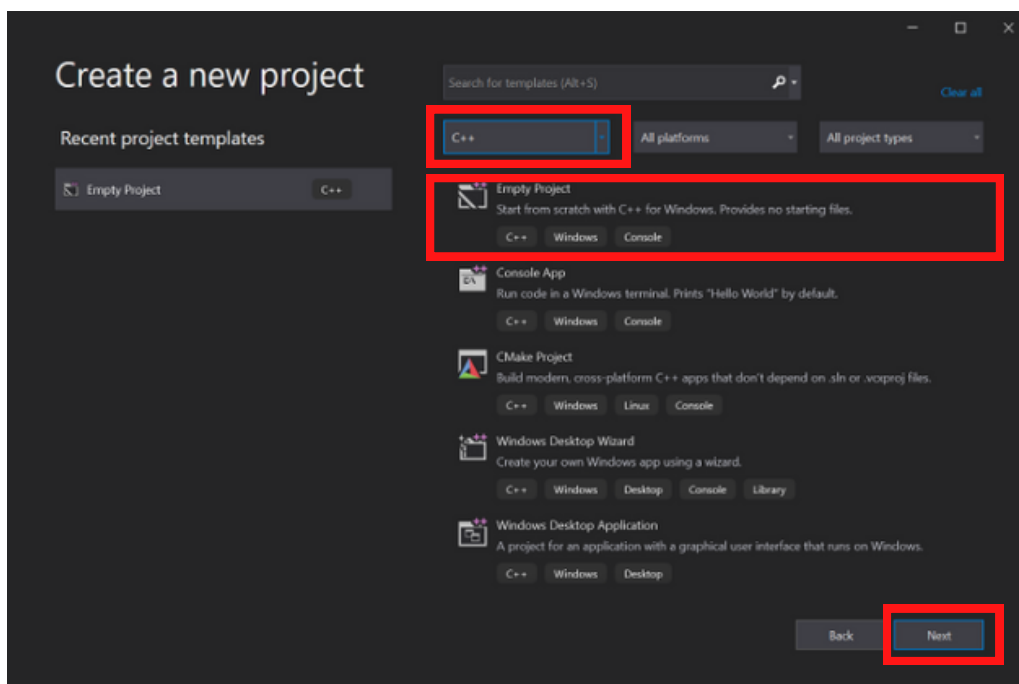 Create a new project
Search for templates (Alt+S)
Clear all
Recent project templates
C++
All platforms
All project types
Empty Project
C++
Empty Project
Start from scratch with C++ for Windows. Provides no starting files.
C++ Windows Console
Console App
Run code in a Windows terminal. Prints "Hello World" by default.
C++ Windows Console
CMake Project
Build modern, cross-platform C++ apps that don't depend on .sln or .vcxproj files.
C++ Windows Linux Console
Windows Desktop Wizard
Create your own Windows app using a wizard.
C++ Windows Desktop Console Library
Windows Desktop Application
A project for an application with a graphical user interface that runs on Windows.
C++ Windows Desktop
Back
Next